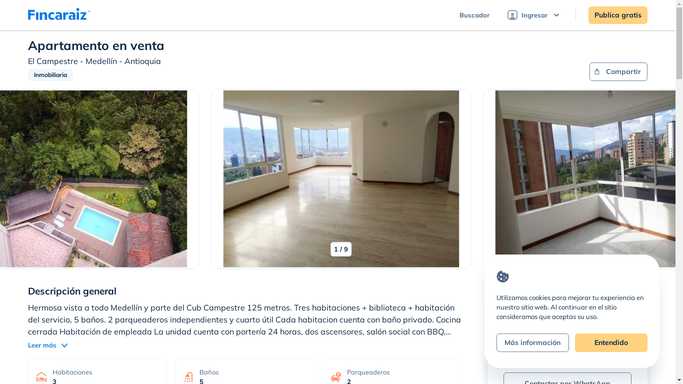 Fincaraiz
Buscador
Ingresar
Publica gratis
Apartamento en venta
El Campestre - Medellín - Antioquia
Inmobiliaria
Compartir
1 / 9
Descripción general
Hermosa vista a todo Medellín y parte del Cub Campestre 125 metros. Tres habitaciones + biblioteca + habitación
del servicio, 5 baños. 2 parqueaderos independientes y cuarto útil Cada habitacion cuenta con baño privado. Cocina
cerrada Habitación de empleada La unidad cuenta con portería 24 horas, dos ascensores, salón social con BBQ,...
Leer más
Utilizamos cookies para mejorar tu experiencia en
nuestro sitio web. Al continuar en el sitio
consideramos que aceptas su uso.
Más información
Entendido
Habitaciones
3
Baños
5
Parqueaderos
2
Contactar por WhatsApp